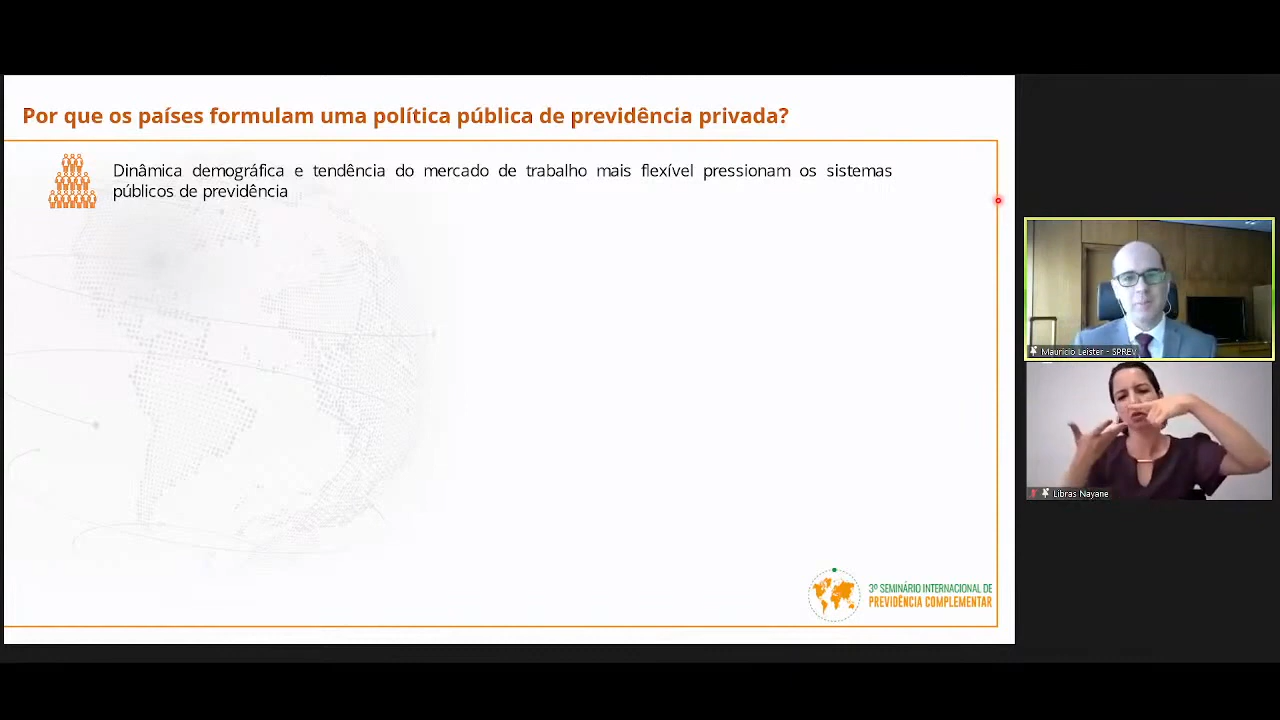 Por que os países formulam uma política pública de previdência privada?
Dinâmica demográfica e tendência do mercado de trabalho mais flexível pressionam os sistemas
públicos de previdência
Mauricio Leister - SPREV
Libras Nayane
3º SEMINÁRIO INTERNACIONAL DE
PREVIDÊNCIA COMPLEMENTAR